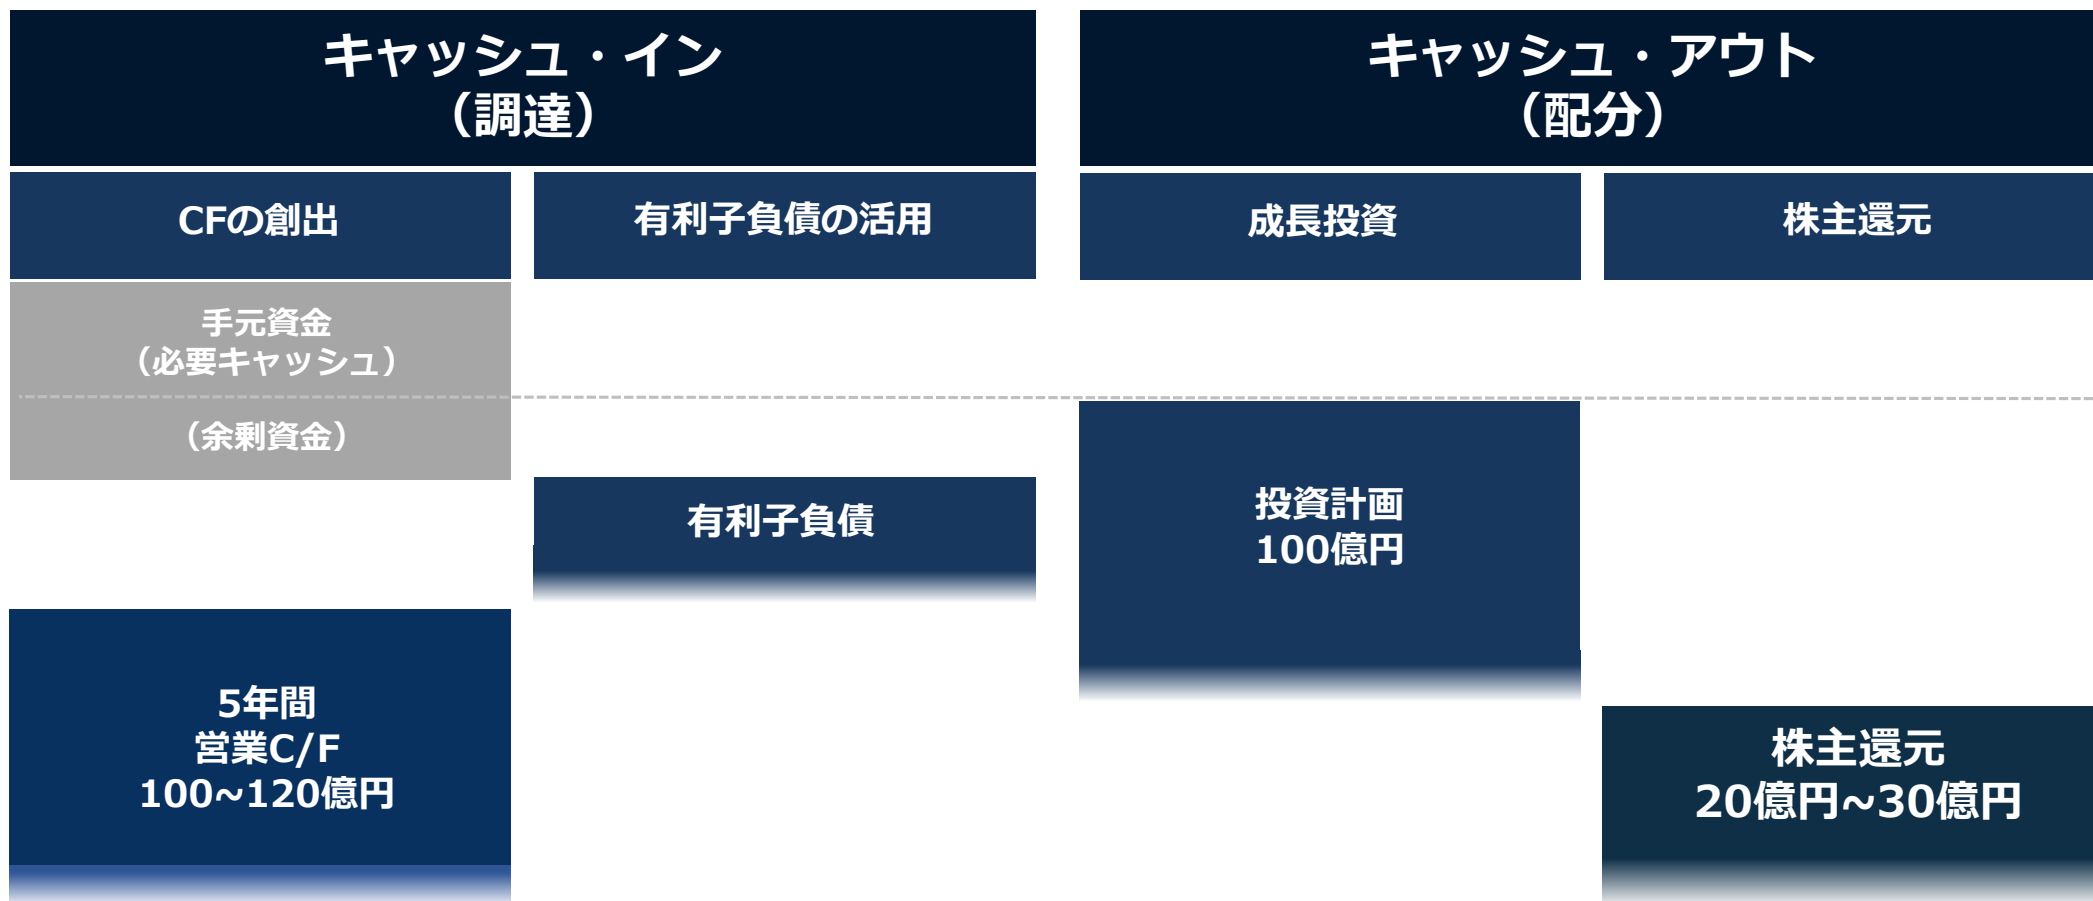 キャッシュ・イン
（調達）
キャッシュ・アウト
（配分）
CFの創出
有利子負債の活用
成長投資
株主還元
手元資金
（必要キャッシュ）
（余剰資金）
有利子負債
投資計画
100億円
5年間
営業C/F
100~120億円
株主還元
20億円~30億円